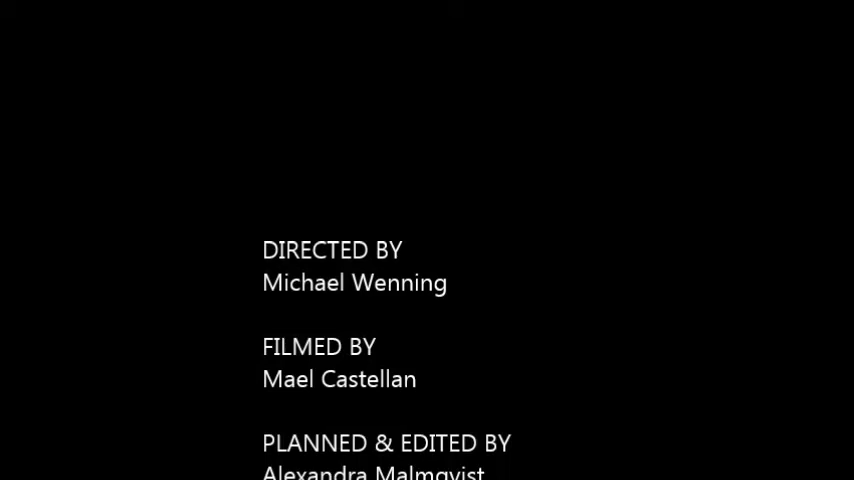 DIRECTED BY
Michael Wenning
FILMED BY
Mael Castellan
PLANNED & EDITED BY
Alexandra Malmqvist